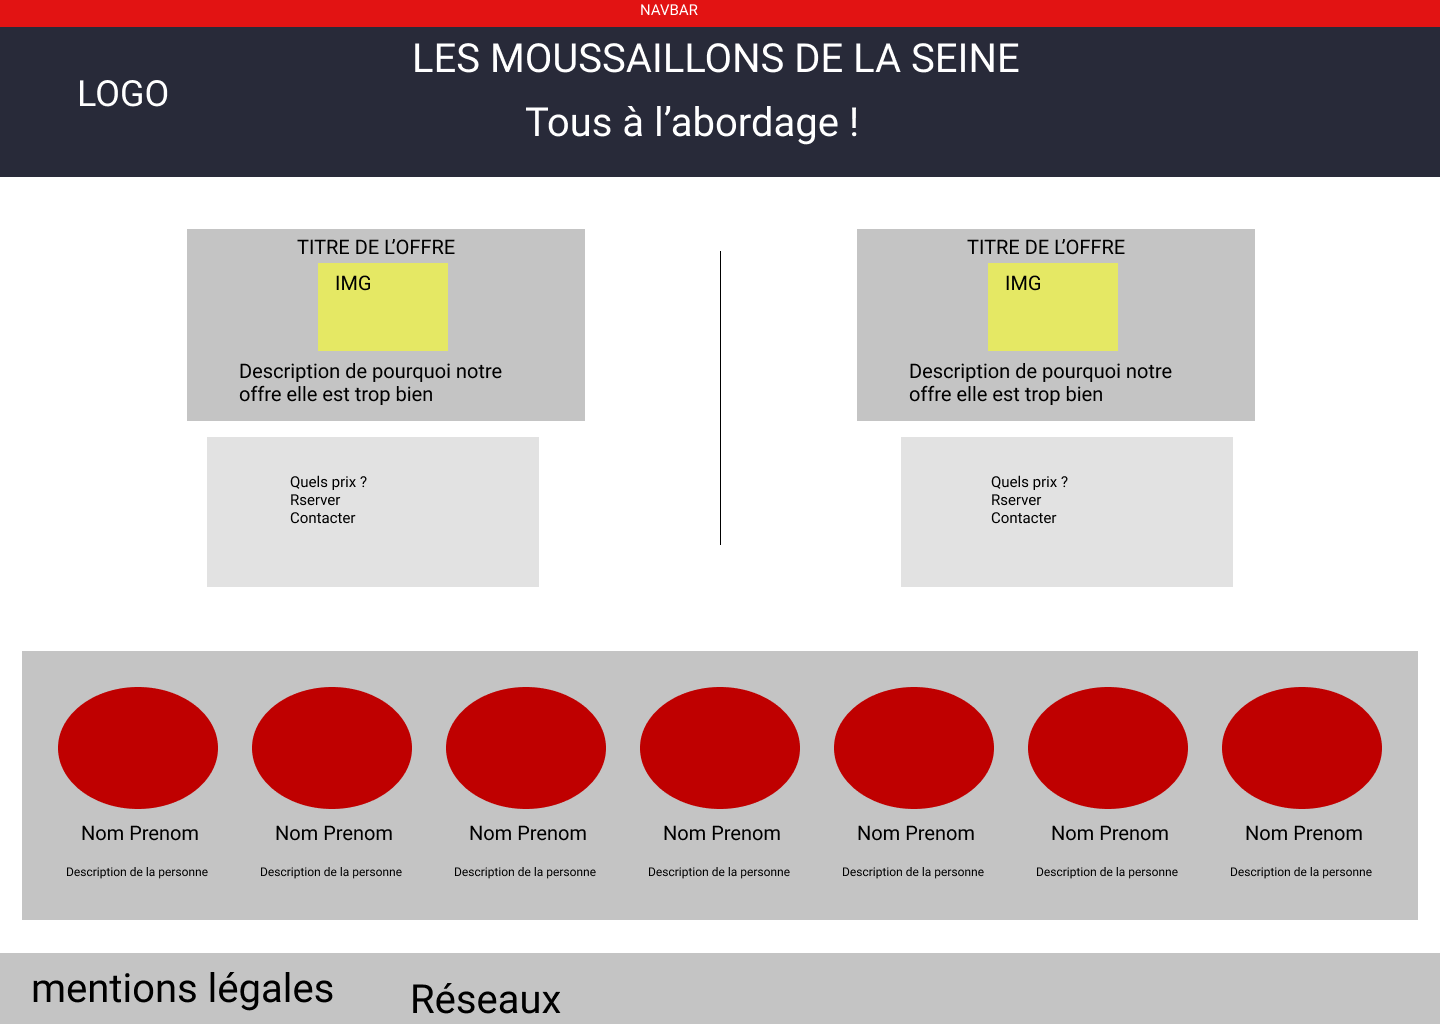 NAVBAR
LES MOUSSAILLONS DE LA SEINE
LOGO
Tous à l’abordage !
TITRE DE L’OFFRE
IMG
Description de pourquoi notre
offre elle est trop bien
Quels prix ?
Rserver
Contacter
TITRE DE L’OFFRE
IMG
Description de pourquoi notre
offre elle est trop bien
Quels prix ?
Rserver
Contacter
Nom Prenom
Description de la personne
Nom Prenom
Description de la personne
Nom Prenom
Description de la personne
Nom Prenom
Description de la personne
Nom Prenom
Description de la personne
Nom Prenom
Description de la personne
Nom Prenom
Description de la personne
mentions légales
Réseaux